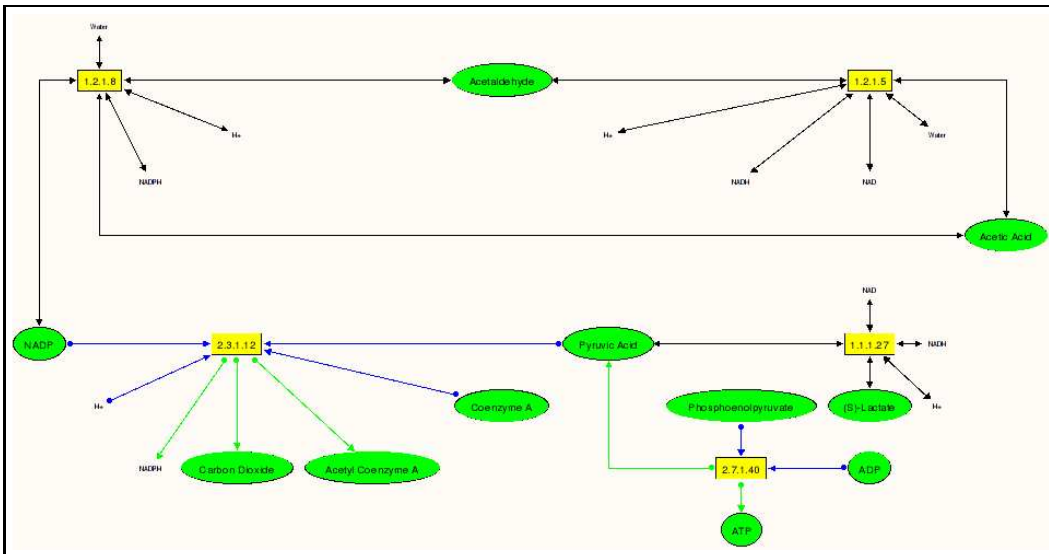 Water
1.2.1.8
Acetaldehyde
1.2.1.5
H+
H+
Water
NADPH
NADH
NAD
Acetic Acid
NAD
NADP
2.3.1.12
Pyruvic Acid
1.1.1.27
NADH
H+
Coenzyme A
Phosphoenolpyruvate
(S)-Lactate
H+
NADPH
Carbon Dioxide
Acetyl Coenzyme A
2.7.1.40
ADP
ATP